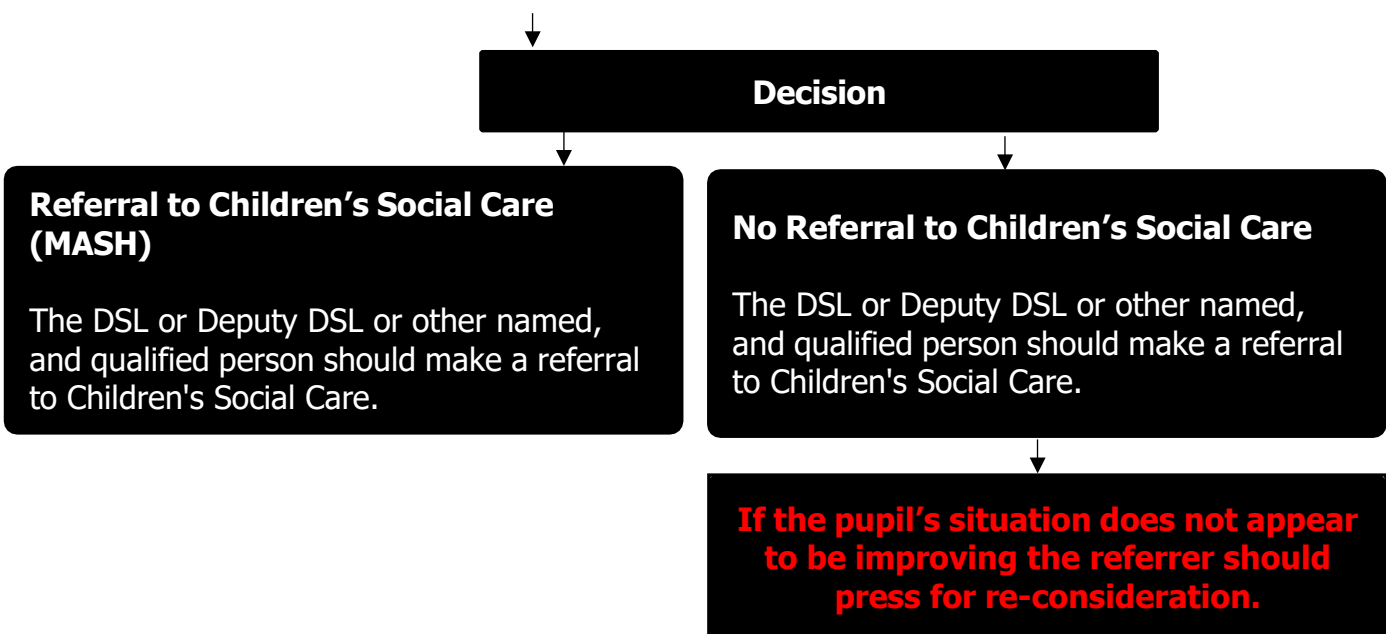 Decision
Referral to Children’s Social Care
(MASH)
The DSL or Deputy DSL or other named,
and qualified person should make a referral
to Children's Social Care.
No Referral to Children’s Social Care
The DSL or Deputy DSL or other named,
and qualified person should make a referral
to Children's Social Care.
If the pupil’s situation does not appear
to be improving the referrer should
press for re-consideration.